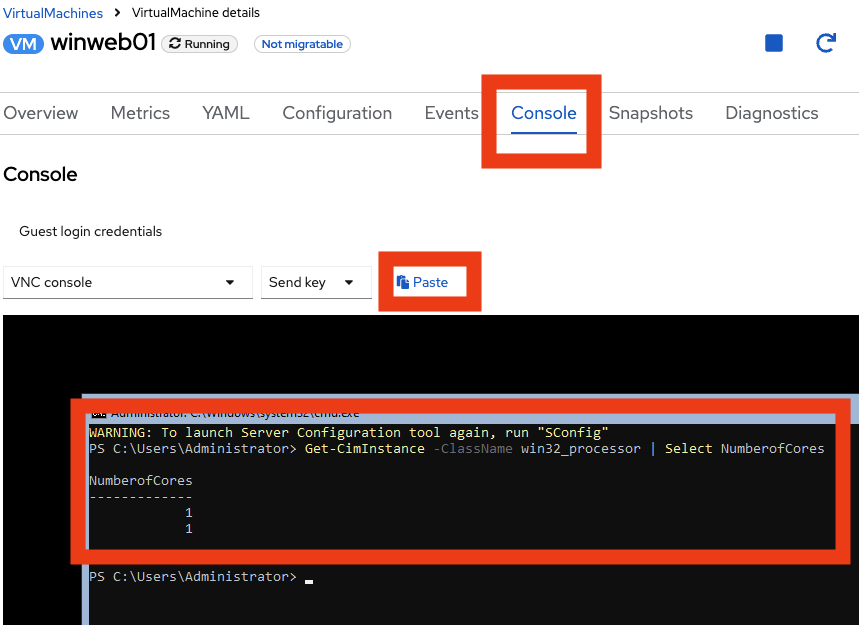 VirtualMachines > VirtualMachine details
VM winweb01 Running Not migratable
Overview Metrics YAML Configuration Events Console Snapshots Diagnostics
Console
Guest login credentials
VNC console Send key Paste
Administrator: C:\Windows\system32\cmd.exe
WARNING: To launch Server Configuration tool again, run "SConfig"
PS C:\Users\Administrator> Get-CimInstance -ClassName win32_processor | Select NumberofCores
NumberofCores
-------------
1
1
PS C:\Users\Administrator>